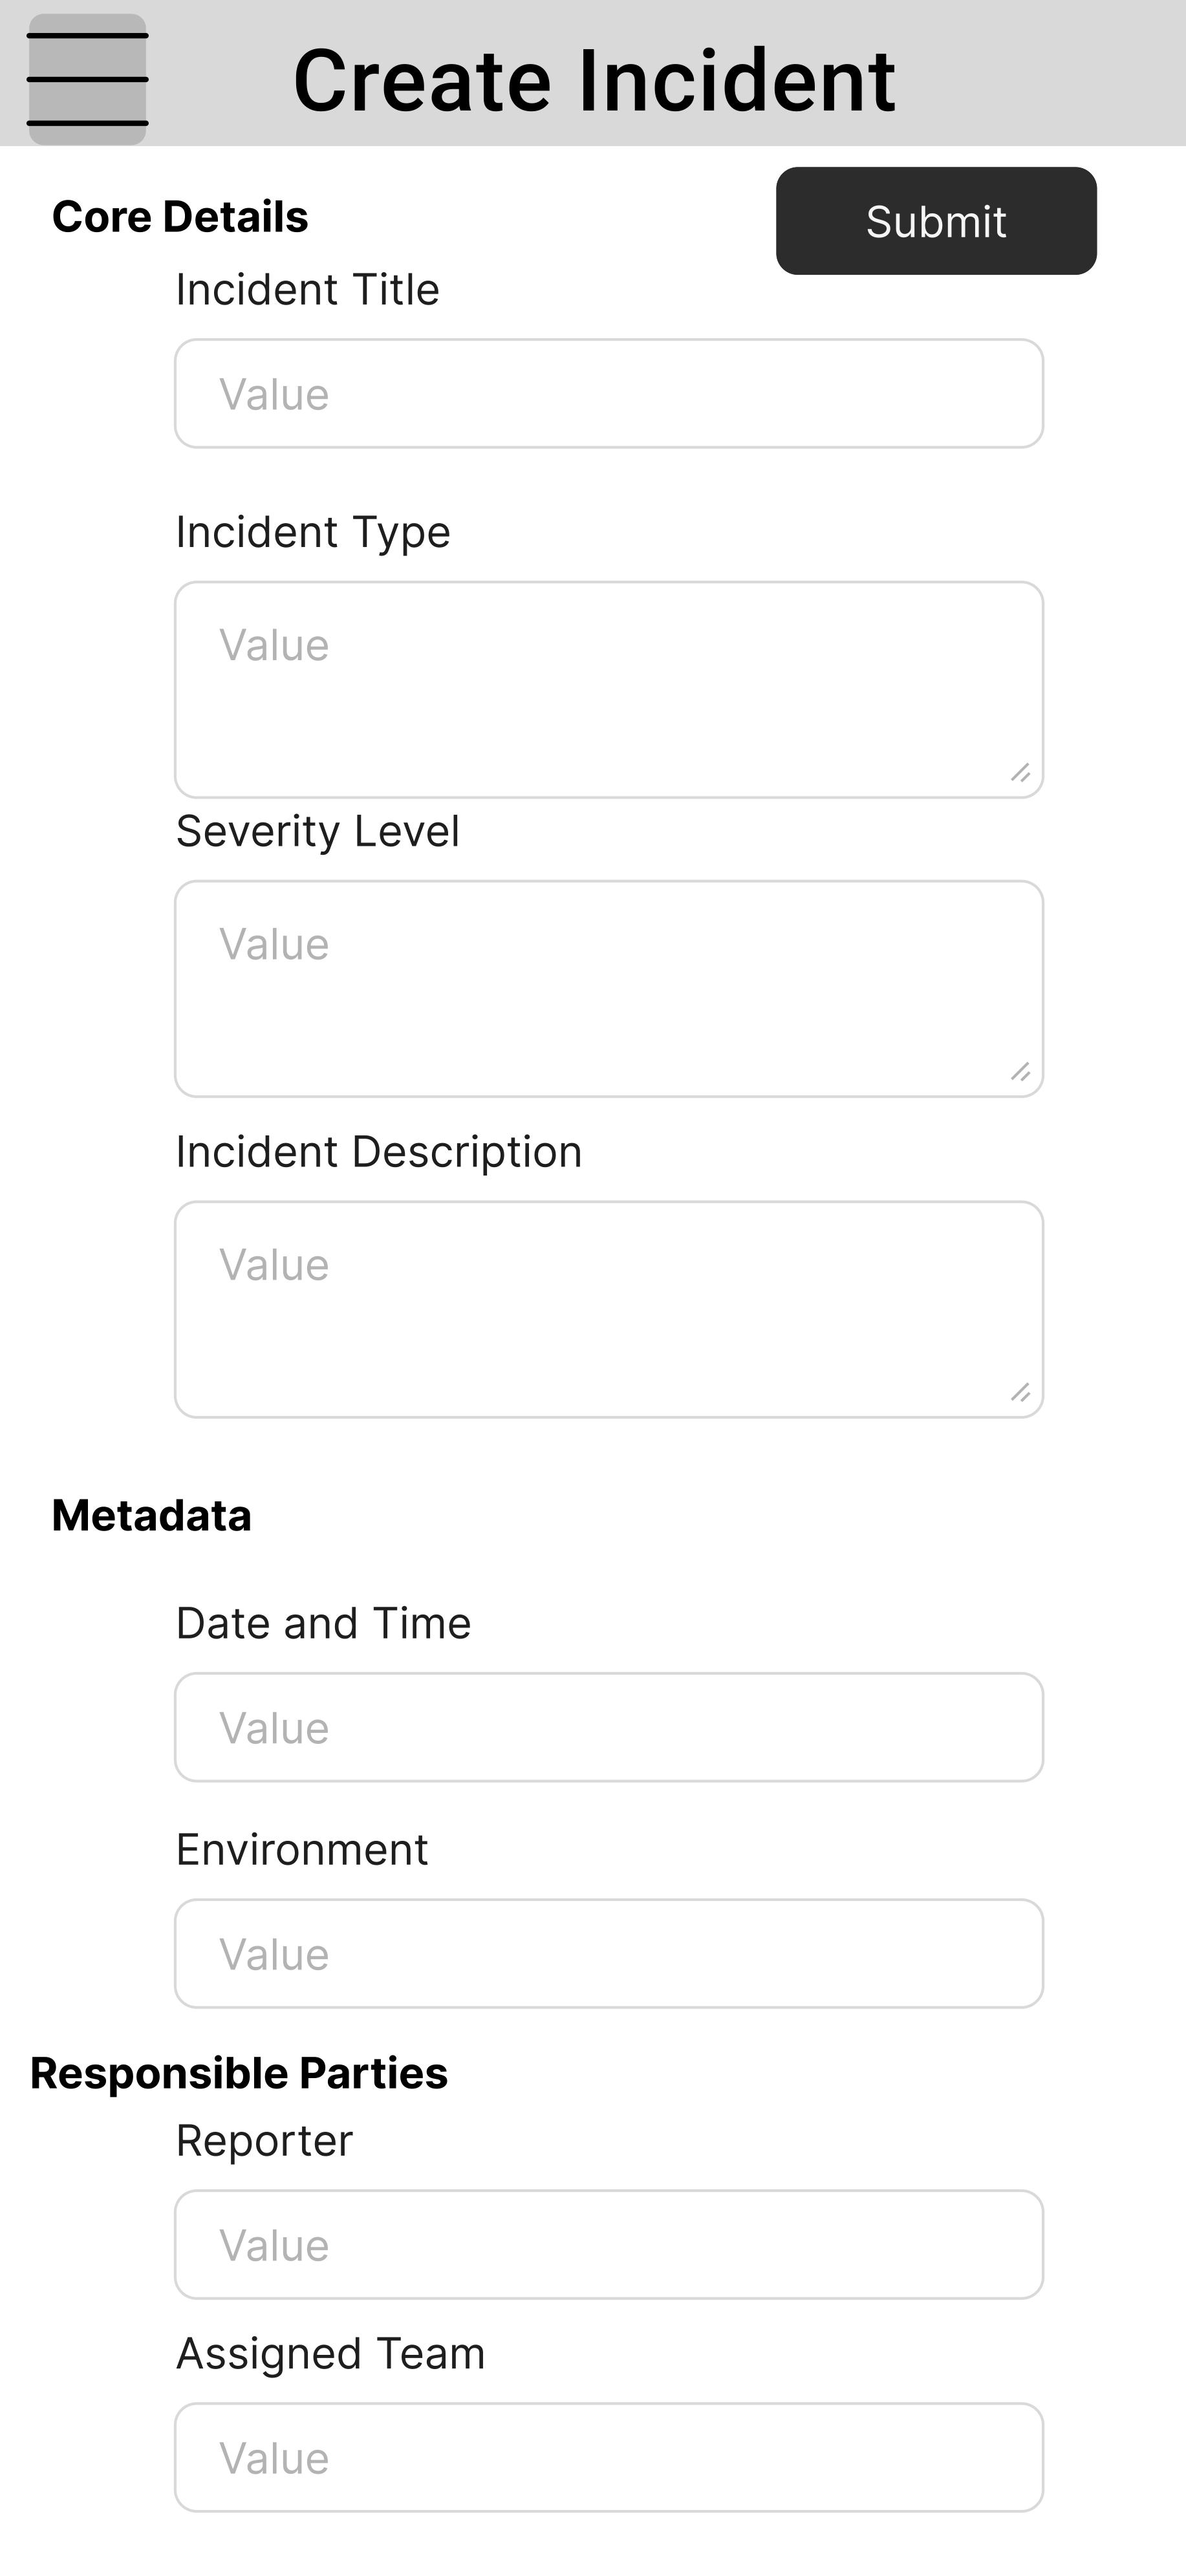 Create Incident
Core Details
Submit
Incident Title
Value
Incident Type
Value
Severity Level
Value
Incident Description
Value
Metadata
Date and Time
Value
Environment
Value
Responsible Parties
Reporter
Value
Assigned Team
Value